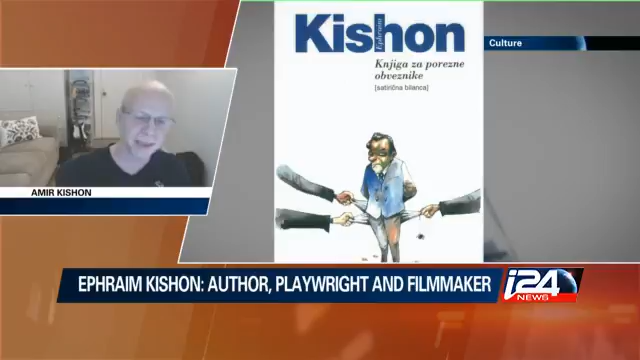 Kishon
Ephraim
Knjiga za porezne
obveznike
[satirična bilanca]
Culture
AMIR KISHON
EPHRAIM KISHON: AUTHOR, PLAYWRIGHT AND FILMMAKER
i24
NEWS